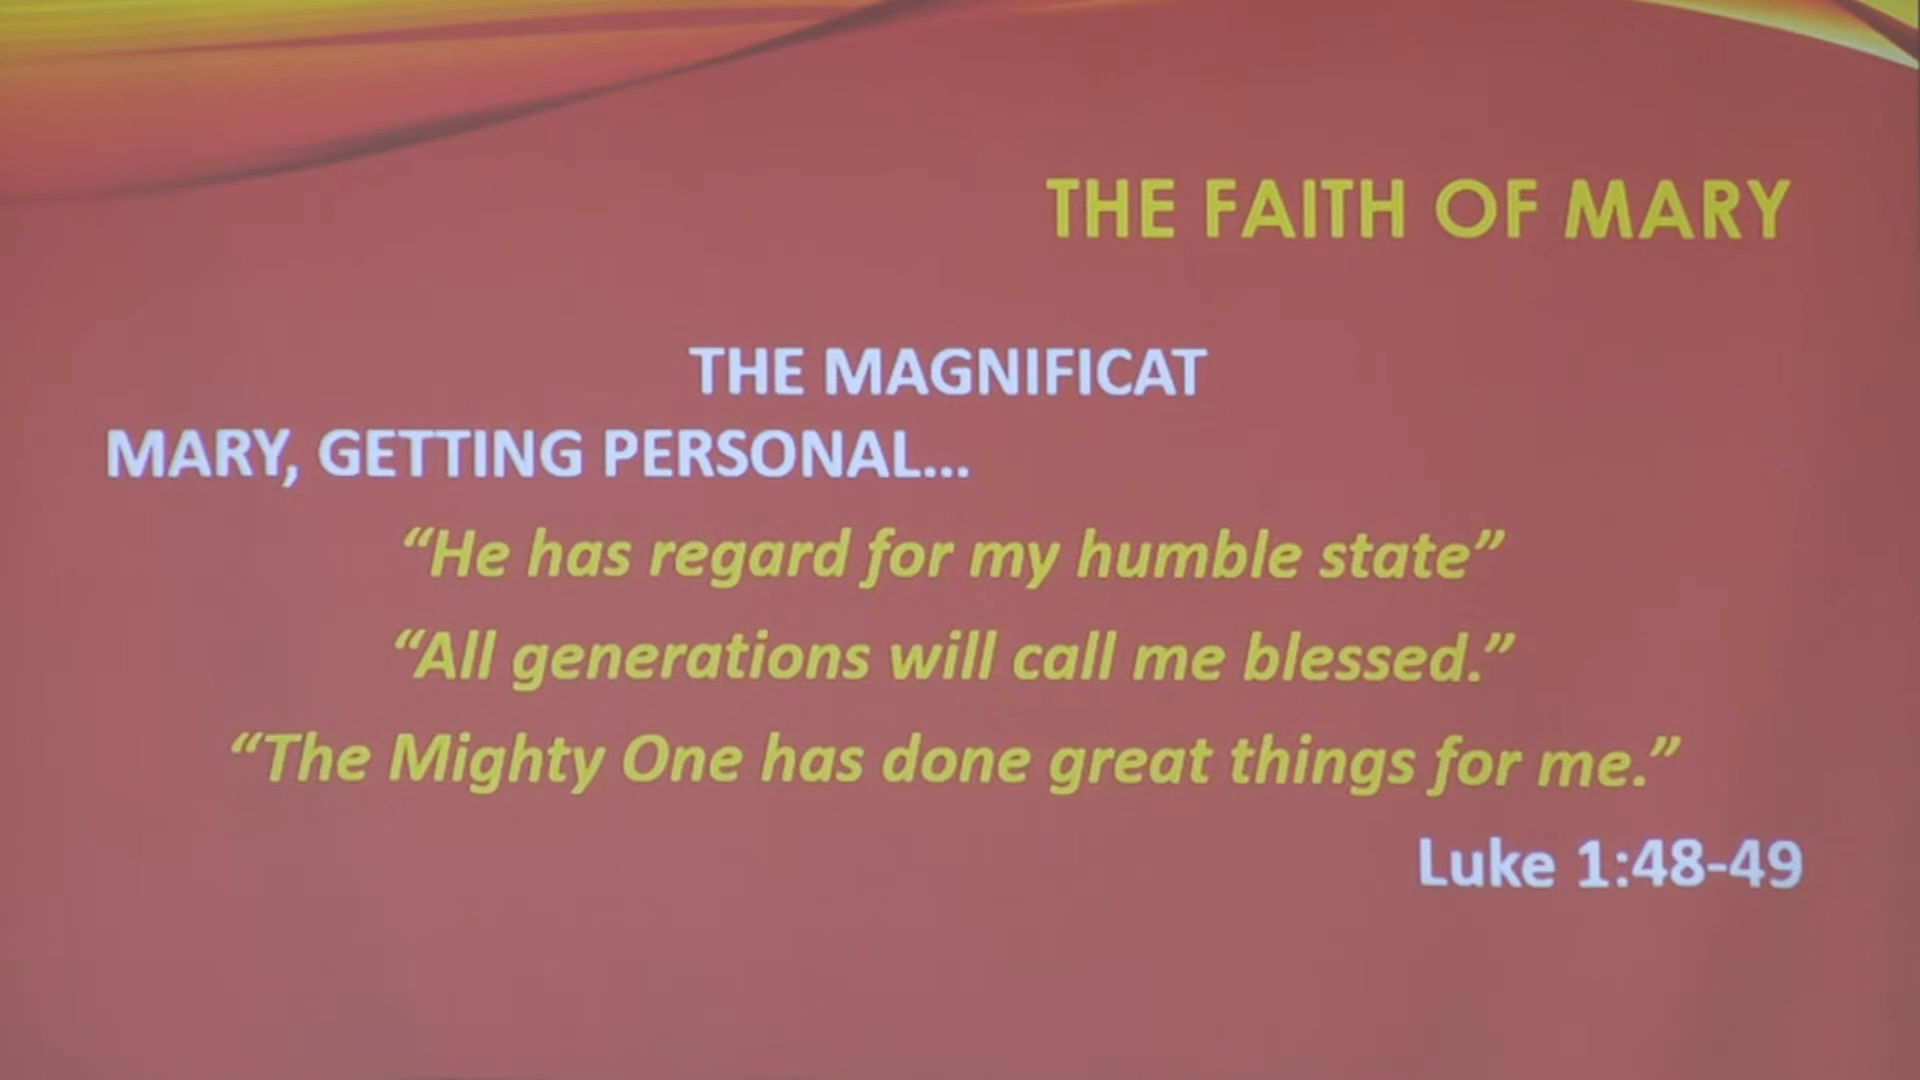 THE FAITH OF MARY
THE MAGNIFICAT
MARY, GETTING PERSONAL...
“He has regard for my humble state”
“All generations will call me blessed.”
“The Mighty One has done great things for me.”
Luke 1:48-49